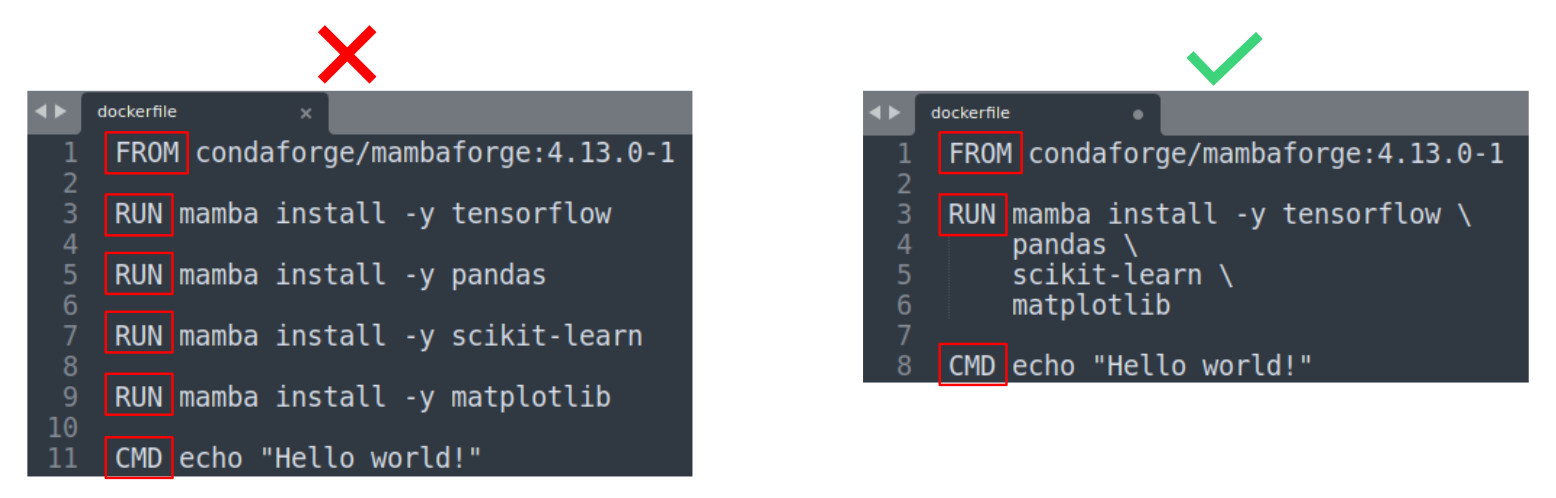 dockerfile
1 FROM condaforge/mambaforge:4.13.0-1
2
3 RUN mamba install -y tensorflow
4
5 RUN mamba install -y pandas
6
7 RUN mamba install -y scikit-learn
8
9 RUN mamba install -y matplotlib
10
11 CMD echo "Hello world!"
dockerfile
1 FROM condaforge/mambaforge:4.13.0-1
2
3 RUN mamba install -y tensorflow \
4 pandas \
5 scikit-learn \
6 matplotlib
7
8 CMD echo "Hello world!"